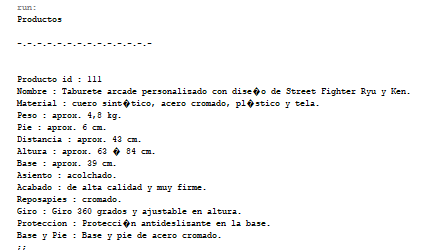 run:
Productos
-.-.-.-.-.-.-.-.-.-.-.-.-.-.-
Producto id : 111
Nombre : Taburete arcade personalizado con dise�o de Street Fighter Ryu y Ken.
Material : cuero sint�tico, acero cromado, pl�stico y tela.
Peso : aprox. 4,8 kg.
Pie : aprox. 6 cm.
Distancia : aprox. 43 cm.
Altura : aprox. 63 � 84 cm.
Base : aprox. 39 cm.
Asiento : acolchado.
Acabado : de alta calidad y muy firme.
Reposapies : cromado.
Giro : Giro 360 grados y ajustable en altura.
Proteccion : Protecci�n antideslizante en la base.
Base y Pie : Base y pie de acero cromado.